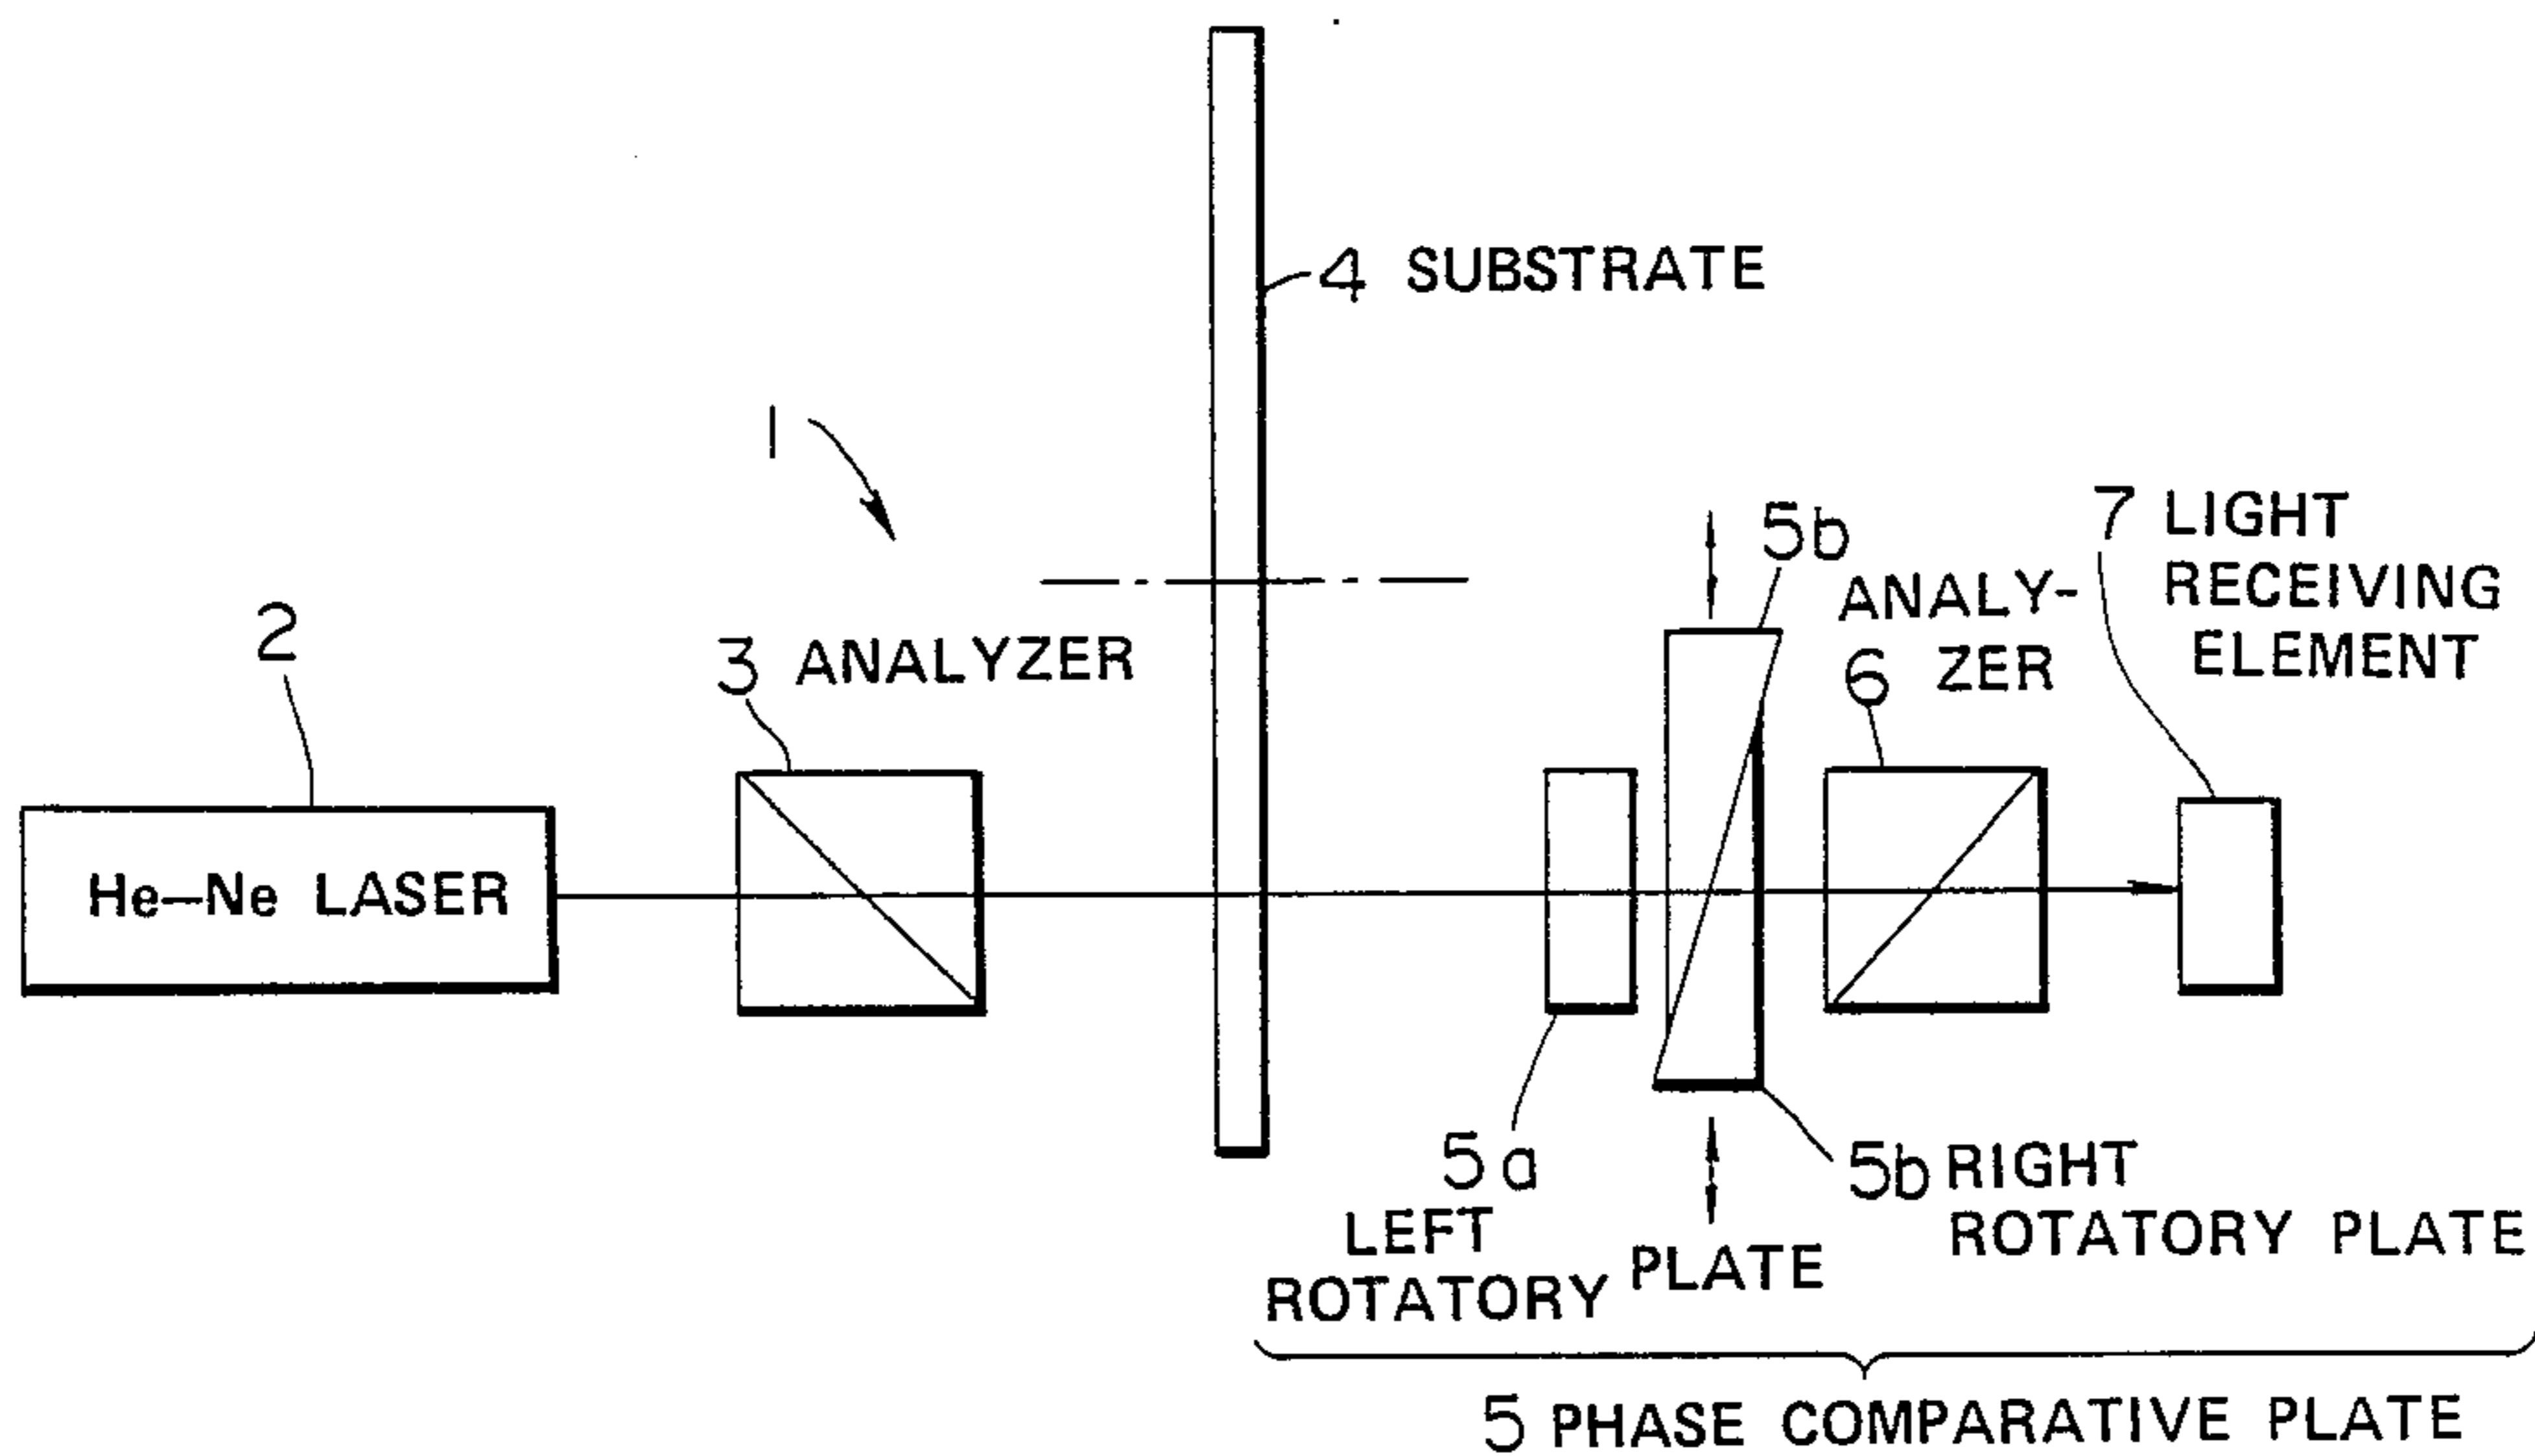 4 SUBSTRATE
1
5b
7 LIGHT
RECEIVING
ELEMENT
ANALY-
6 ZER
2
3 ANALYZER
He–Ne LASER
5a
LEFT
ROTATORY PLATE
5b RIGHT
ROTATORY PLATE
5 PHASE COMPARATIVE PLATE